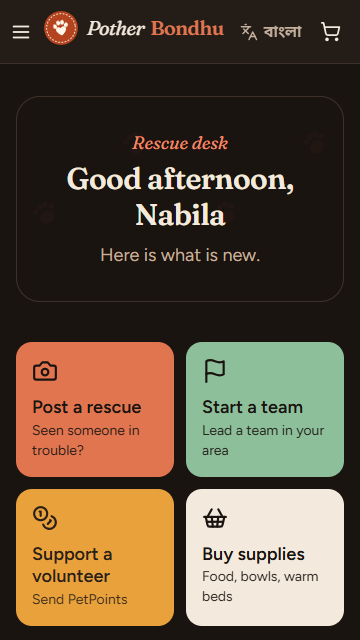 Pother Bondhu
বাংলা
Rescue desk
Good afternoon,
Nabila
Here is what is new.
Post a rescue
Seen someone in
trouble?
Start a team
Lead a team in your
area
Support a
volunteer
Send PetPoints
Buy supplies
Food, bowls, warm
beds